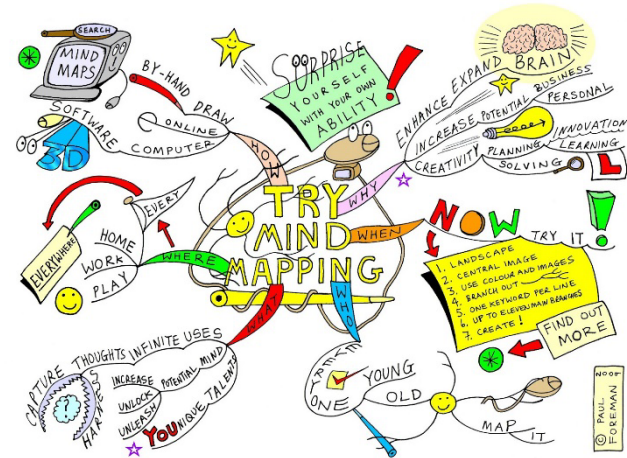 TRY
MIND
MAPPING
HOW
DRAW
BY-HAND
COMPUTER
ONLINE
SOFTWARE
SEARCH
MIND
MAPS
3D
SURPRISE
YOURSELF
WITH YOUR OWN
ABILITY!
WHY
ENHANCE EXPAND BRAIN
INCREASE POTENTIAL BUSINESS
PERSONAL
CREATIVITY PLANNING INNOVATION
SOLVING LEARNING
L
WHEN
NOW
TRY IT!
1. LANDSCAPE
2. CENTRAL IMAGE
3. USE COLOUR AND IMAGES
4. BRANCH OUT
5. ONE KEYWORD PER LINE
6. UP TO ELEVEN MAIN BRANCHES
7. CREATE!
FIND OUT
MORE
WHO
EVERY
ONE
YOUNG
OLD
MAP
IT
WHAT
THOUGHTS INFINITE USES
CAPTURE
HARNESS
INCREASE POTENTIAL MIND
UNLOCK
UNLEASH
YOUNIQUE TALENTS
WHERE
EVERY
HOME
WORK
PLAY
EVERYWHERE
© PAUL
FOREMAN